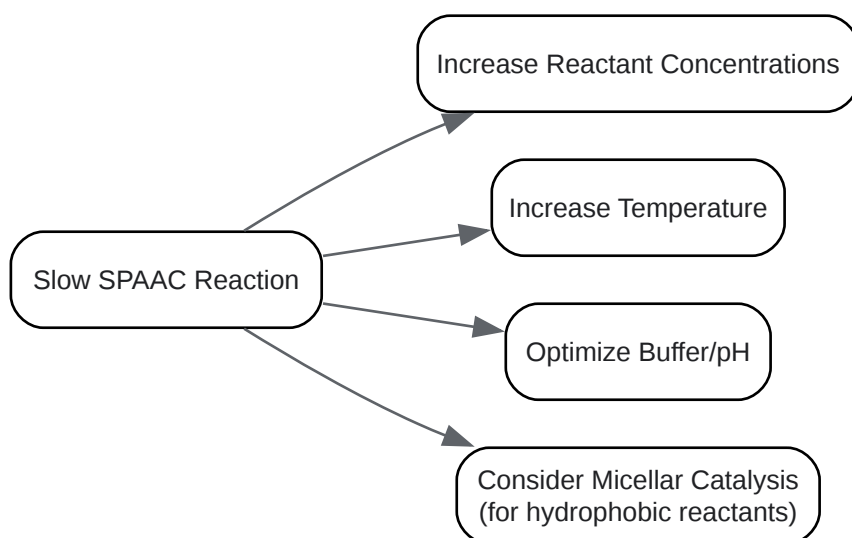 Increase Reactant Concentrations
Increase Temperature
Slow SPAAC Reaction
Optimize Buffer/pH
Consider Micellar Catalysis
(for hydrophobic reactants)